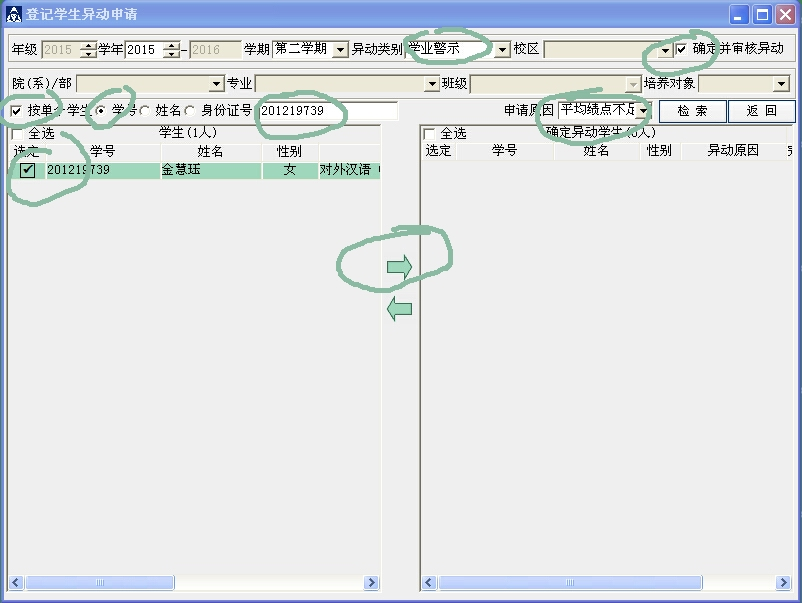 登记学生异动申请
年级 2015 学年 2015 - 2016 学期 第二学期 异动类别 学业警示 校区 确定并审核异动
院(系)/部 专业 班级 培养对象
按单个学生 学号 姓名 身份证号 201219739 申请原因 平均绩点不足 检 索 返 回
全选 学生(1人) 全选 确定异动学生(0人)
选定 学号 姓名 性别 选定 学号 姓名 性别 异动原因
201219739 金慧珏 女 对外汉语